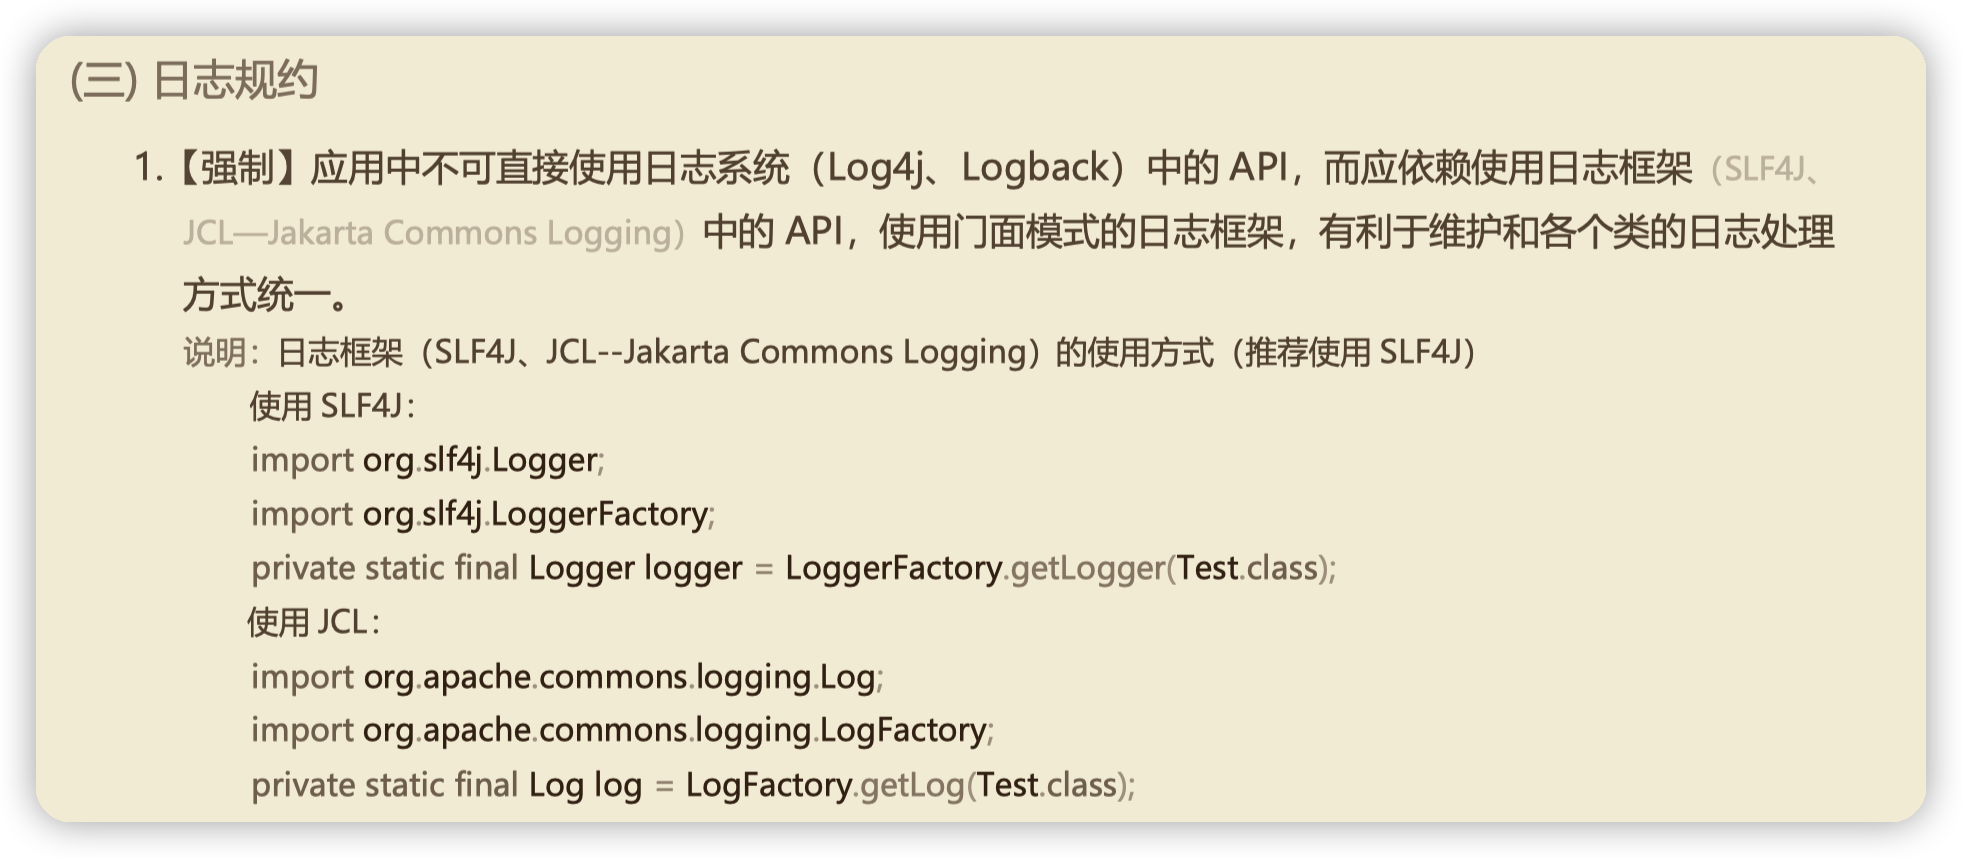 (三) 日志规约
1.【强制】应用中不可直接使用日志系统（Log4j、Logback）中的 API，而应依赖使用日志框架（SLF4J、
JCL—Jakarta Commons Logging）中的 API，使用门面模式的日志框架，有利于维护和各个类的日志处理
方式统一。
说明：日志框架（SLF4J、JCL--Jakarta Commons Logging）的使用方式（推荐使用 SLF4J）
使用 SLF4J：
import org.slf4j.Logger;
import org.slf4j.LoggerFactory;
private static final Logger logger = LoggerFactory.getLogger(Test.class);
使用 JCL：
import org.apache.commons.logging.Log;
import org.apache.commons.logging.LogFactory;
private static final Log log = LogFactory.getLog(Test.class);